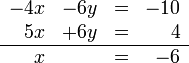 −4x −6y = −10
5x +6y = 4
x = −6